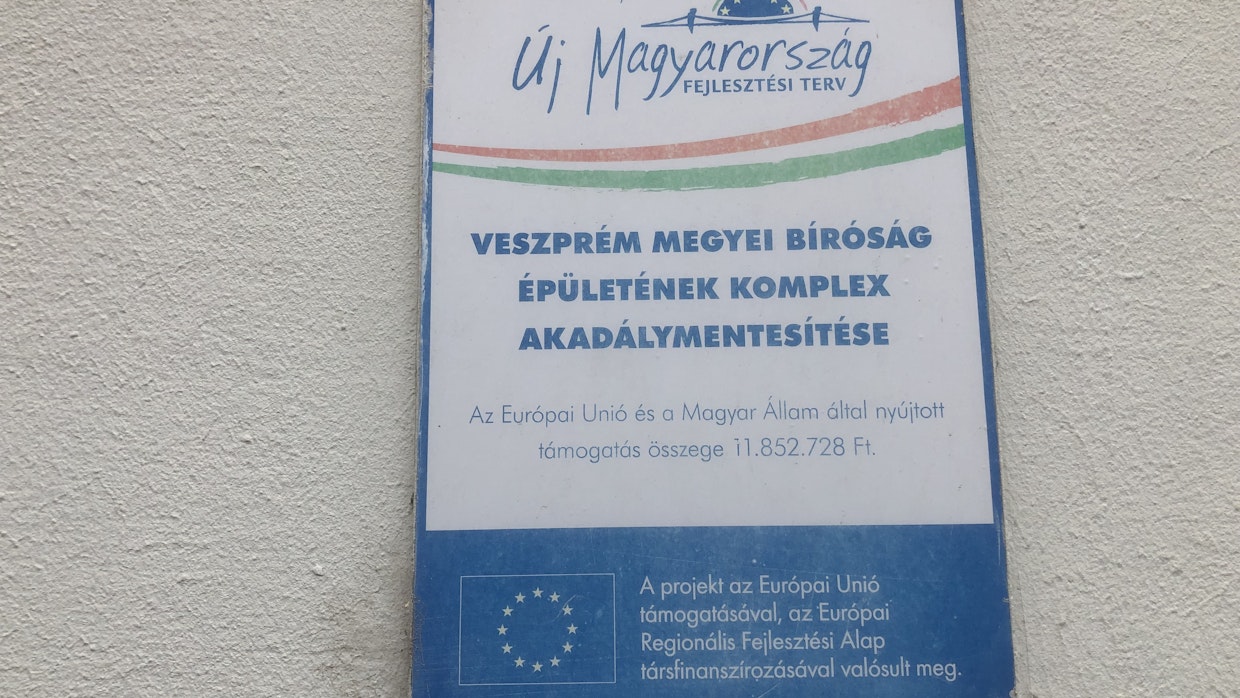 Új Magyarország
FEJLESZTÉSI TERV
VESZPRÉM MEGYEI BÍRÓSÁG
ÉPÜLETÉNEK KOMPLEX
AKADÁLYMENTESÍTÉSE
Az Európai Unió és a Magyar Állam által nyújtott
támogatás összege 11.852.728 Ft.
A projekt az Európai Unió
támogatásával, az Európai
Regionális Fejlesztési Alap
társfinanszírozásával valósult meg.